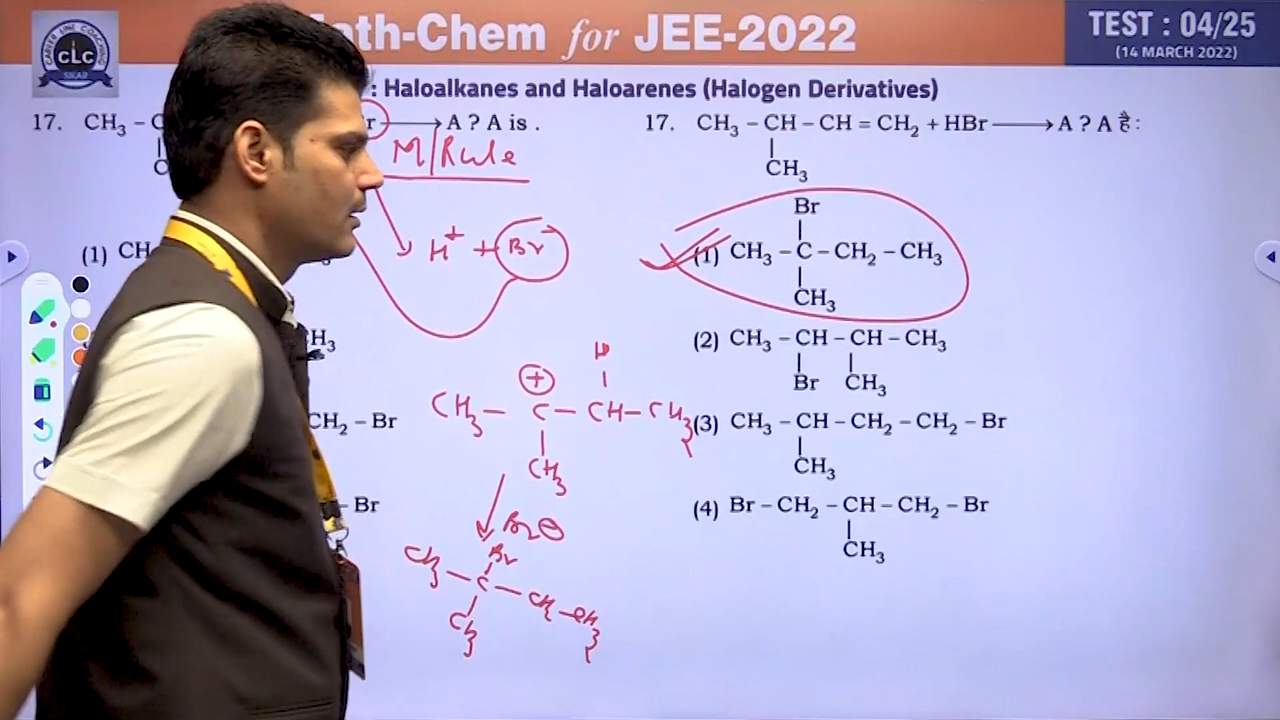 ath-Chem for JEE-2022
TEST : 04/25
(14 MARCH 2022)
CAREER LINE COACHING
CLC
SIKAR
: Haloalkanes and Haloarenes (Halogen Derivatives)
17. CH₃ – C
r ⟶ A ? A is .
M/Rule
H⁺ + Br
(1) CH
H₃
CH₂ – Br
– Br
⊕
H
|
CH₃ – C – CH – CH₃
|
CH₃
Br⊖
Br
CH₃ – C – CH – CH₃
CH₃
17. CH₃ – CH – CH = CH₂ + HBr ⟶ A ? A है :
|
CH₃
Br
|
(1) CH₃ – C – CH₂ – CH₃
|
CH₃
(2) CH₃ – CH – CH – CH₃
| |
Br CH₃
(3) CH₃ – CH – CH₂ – CH₂ – Br
|
CH₃
(4) Br – CH₂ – CH – CH₂ – Br
|
CH₃